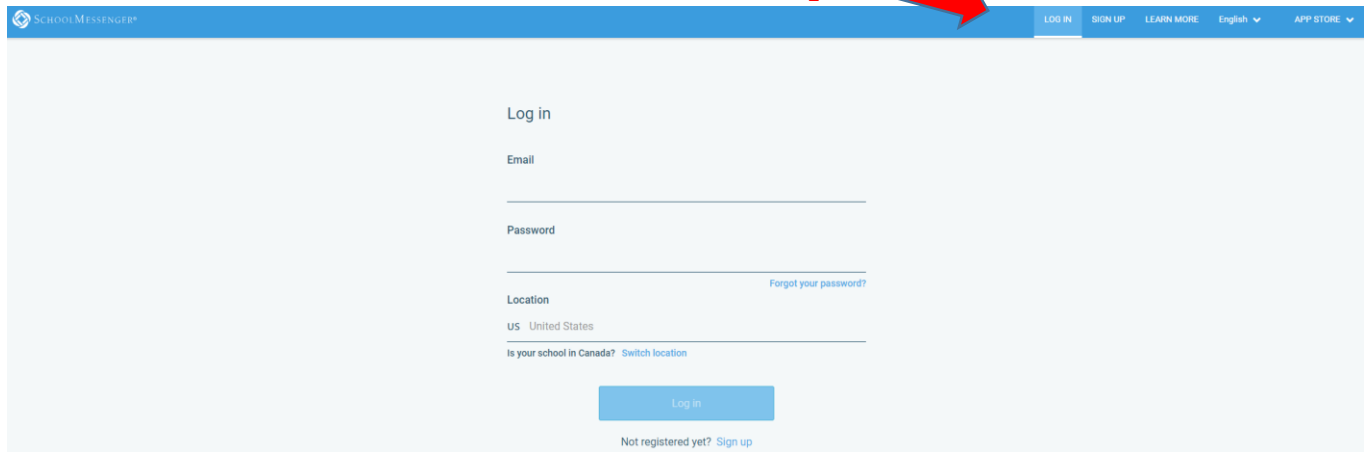 SCHOOLMESSENGER®
LOG IN SIGN UP LEARN MORE English APP STORE
Log in
Email
Password
Forgot your password?
Location
US United States
Is your school in Canada? Switch location
Log in
Not registered yet? Sign up